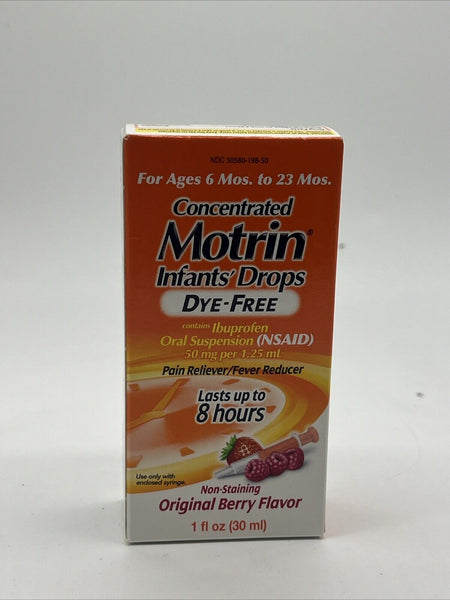 NDC 50580-198-50
For Ages 6 Mos. to 23 Mos.
Concentrated
Motrin®
Infants' Drops
DYE-FREE
contains Ibuprofen
Oral Suspension (NSAID)
50 mg per 1.25 mL
Pain Reliever/Fever Reducer
Lasts up to
8 hours
Use only with
enclosed syringe.
Non-Staining
Original Berry Flavor
1 fl oz (30 ml)